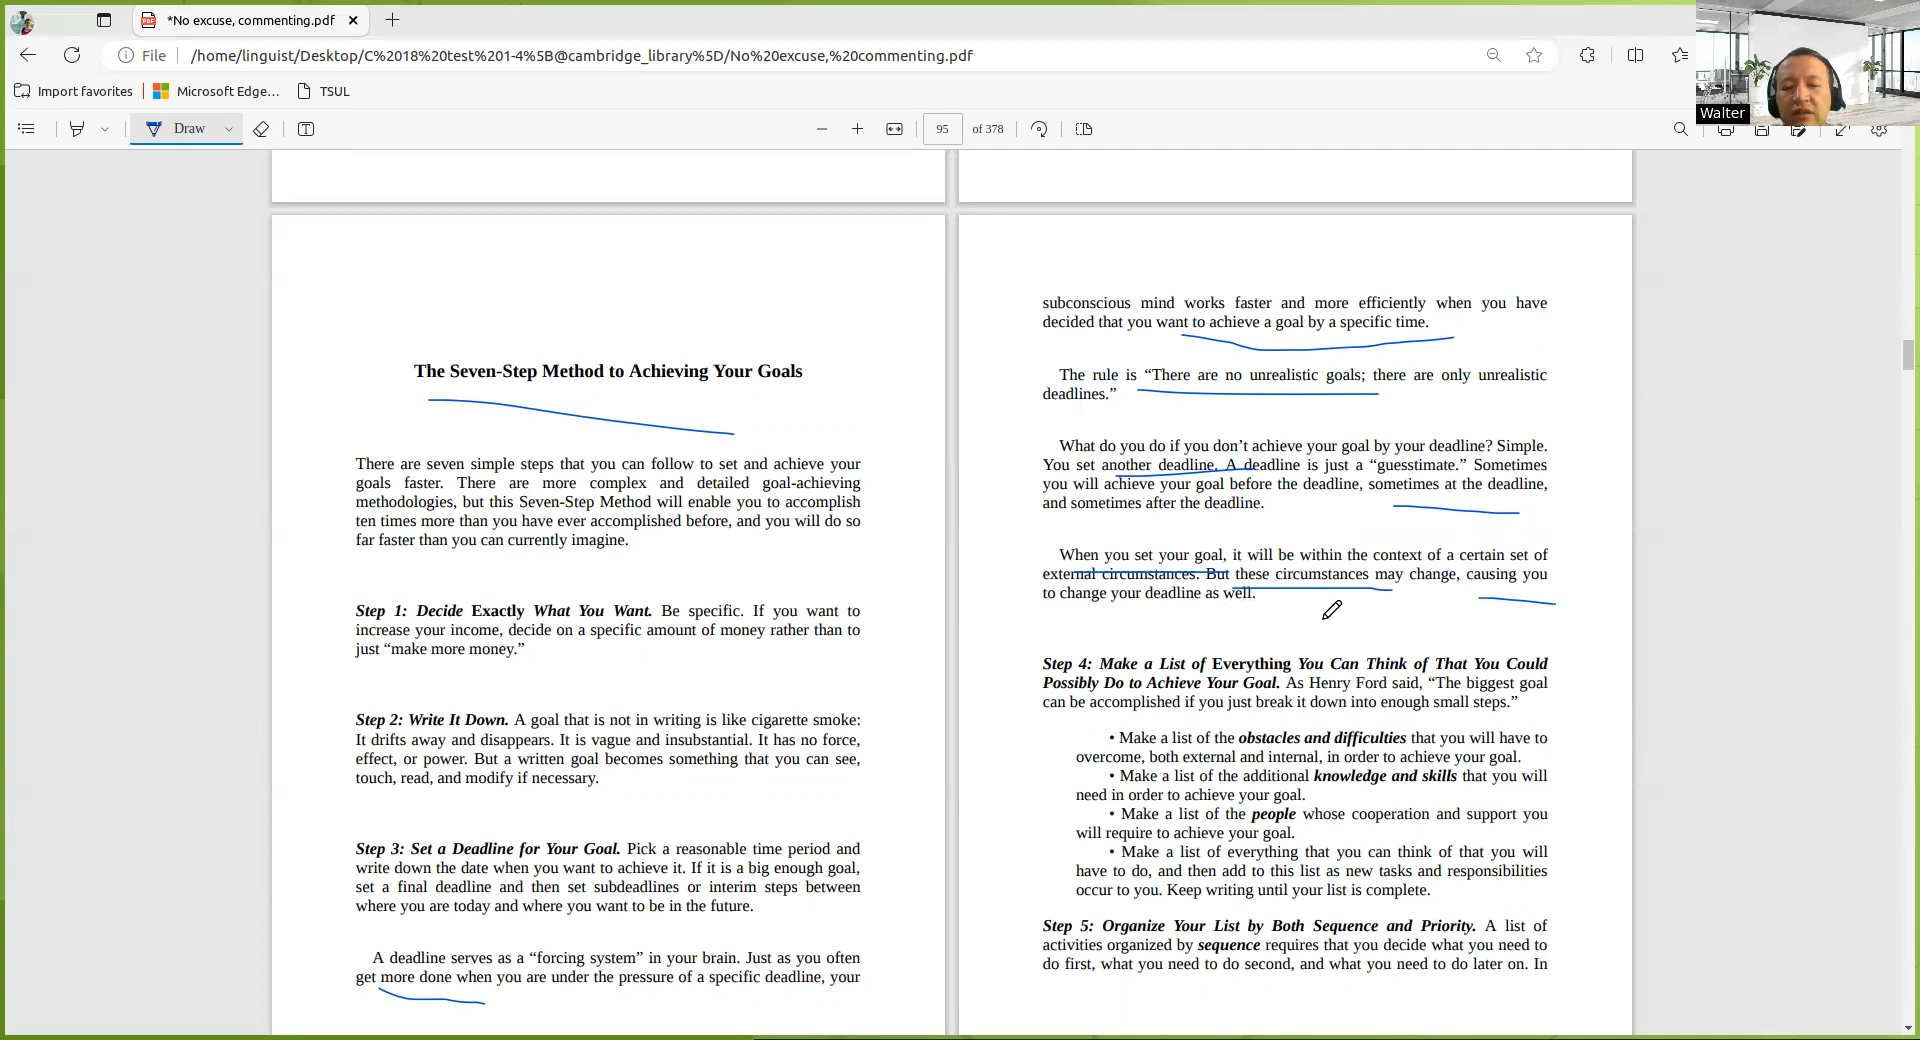 *No excuse, commenting.pdf
File
/home/linguist/Desktop/C%2018%20test%201-4%5B@cambridge_library%5D/No%20excuse,%20commenting.pdf
Import favorites
Microsoft Edge...
TSUL
Walter
Draw
95 of 378
The Seven-Step Method to Achieving Your Goals
There are seven simple steps that you can follow to set and achieve your
goals faster. There are more complex and detailed goal-achieving
methodologies, but this Seven-Step Method will enable you to accomplish
ten times more than you have ever accomplished before, and you will do so
far faster than you can currently imagine.
Step 1: Decide Exactly What You Want. Be specific. If you want to
increase your income, decide on a specific amount of money rather than to
just “make more money.”
Step 2: Write It Down. A goal that is not in writing is like cigarette smoke:
It drifts away and disappears. It is vague and insubstantial. It has no force,
effect, or power. But a written goal becomes something that you can see,
touch, read, and modify if necessary.
Step 3: Set a Deadline for Your Goal. Pick a reasonable time period and
write down the date when you want to achieve it. If it is a big enough goal,
set a final deadline and then set subdeadlines or interim steps between
where you are today and where you want to be in the future.
A deadline serves as a “forcing system” in your brain. Just as you often
get more done when you are under the pressure of a specific deadline, your
subconscious mind works faster and more efficiently when you have
decided that you want to achieve a goal by a specific time.
The rule is “There are no unrealistic goals; there are only unrealistic
deadlines.”
What do you do if you don’t achieve your goal by your deadline? Simple.
You set another deadline. A deadline is just a “guesstimate.” Sometimes
you will achieve your goal before the deadline, sometimes at the deadline,
and sometimes after the deadline.
When you set your goal, it will be within the context of a certain set of
external circumstances. But these circumstances may change, causing you
to change your deadline as well.
Step 4: Make a List of Everything You Can Think of That You Could
Possibly Do to Achieve Your Goal. As Henry Ford said, “The biggest goal
can be accomplished if you just break it down into enough small steps.”
• Make a list of the obstacles and difficulties that you will have to
overcome, both external and internal, in order to achieve your goal.
• Make a list of the additional knowledge and skills that you will
need in order to achieve your goal.
• Make a list of the people whose cooperation and support you
will require to achieve your goal.
• Make a list of everything that you can think of that you will
have to do, and then add to this list as new tasks and responsibilities
occur to you. Keep writing until your list is complete.
Step 5: Organize Your List by Both Sequence and Priority. A list of
activities organized by sequence requires that you decide what you need to
do first, what you need to do second, and what you need to do later on. In